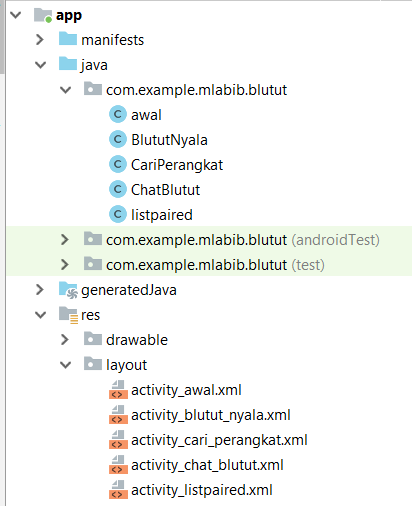 app
manifests
java
com.example.mlabib.blutut
awal
BlututNyala
CariPerangkat
ChatBlutut
listpaired
com.example.mlabib.blutut (androidTest)
com.example.mlabib.blutut (test)
generatedJava
res
drawable
layout
activity_awal.xml
activity_blutut_nyala.xml
activity_cari_perangkat.xml
activity_chat_blutut.xml
activity_listpaired.xml